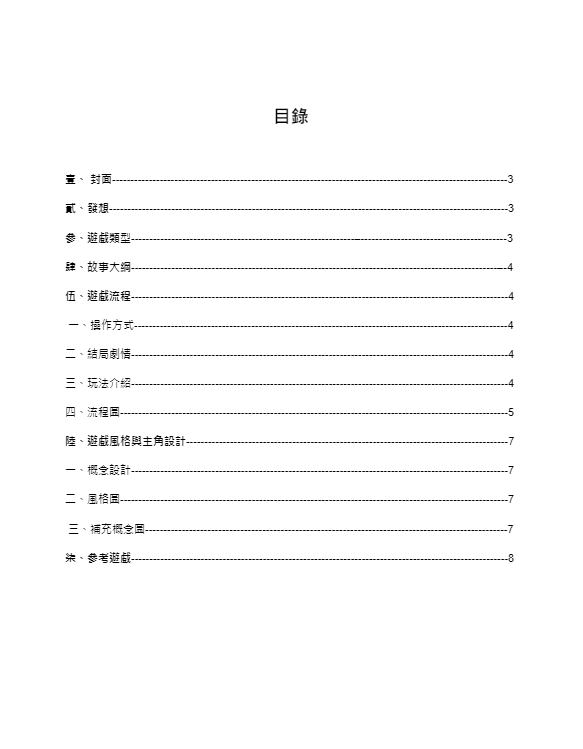 目錄
壹、 封面---------------------------------------------------------------------------------------------------------------3
貳、發想----------------------------------------------------------------------------------------------------------------3
參、遊戲類型----------------------------------------------------------------------------------------------------------3
肆、故事大綱----------------------------------------------------------------------------------------------------------4
伍、遊戲流程----------------------------------------------------------------------------------------------------------4
一、操作方式---------------------------------------------------------------------------------------------------------4
二、結局劇情----------------------------------------------------------------------------------------------------------4
三、玩法介紹----------------------------------------------------------------------------------------------------------4
四、流程圖-------------------------------------------------------------------------------------------------------------5
陸、遊戲風格與主角設計-------------------------------------------------------------------------------------------7
一、概念設計----------------------------------------------------------------------------------------------------------7
二、風格圖-------------------------------------------------------------------------------------------------------------7
三、補充概念圖------------------------------------------------------------------------------------------------------7
柒、參考遊戲----------------------------------------------------------------------------------------------------------8